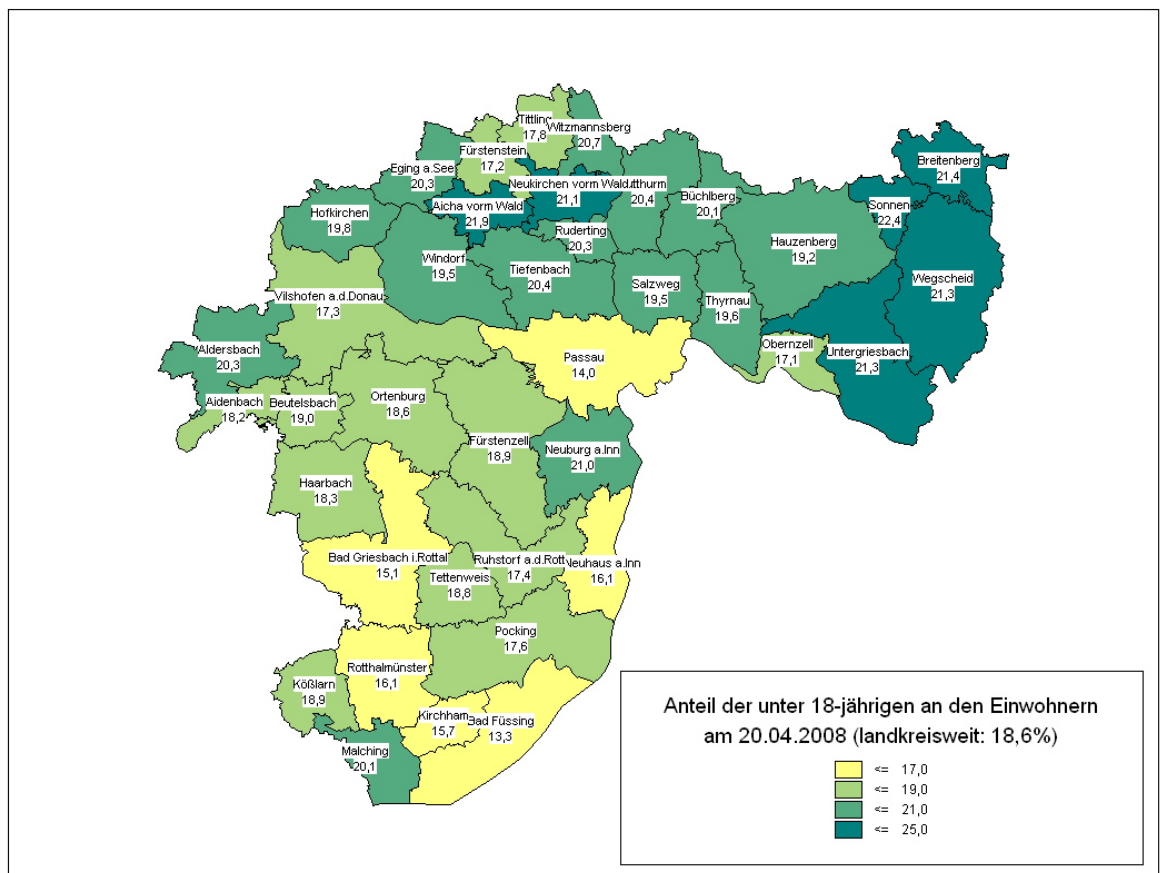 Tittling
17,8
Witzmannsberg
20,7
Fürstenstein
17,2
Eging a.See
20,3
Neukirchen vorm Wald
21,1
utthurm
20,4
Büchlberg
20,1
Breitenberg
21,4
Aicha vorm Wald
21,9
Sonnen
22,4
Hofkirchen
19,8
Ruderting
20,3
Hauzenberg
19,2
Windorf
19,5
Tiefenbach
20,4
Salzweg
19,5
Thyrnau
19,6
Wegscheid
21,3
Vilshofen a.d.Donau
17,3
Aldersbach
20,3
Passau
14,0
Obernzell
17,1
Untergriesbach
21,3
Aidenbach
18,2
Beutelsbach
19,0
Ortenburg
18,6
Fürstenzell
18,9
Neuburg a.Inn
21,0
Haarbach
18,3
Bad Griesbach i.Rottal
15,1
Ruhstorf a.d.Rott
17,4
Neuhaus a.Inn
16,1
Tettenweis
18,8
Pocking
17,6
Rotthalmünster
16,1
Kößlarn
18,9
Kirchham
15,7
Bad Füssing
13,3
Malching
20,1
Anteil der unter 18-jährigen an den Einwohnern
am 20.04.2008 (landkreisweit: 18,6%)
<= 17,0
<= 19,0
<= 21,0
<= 25,0